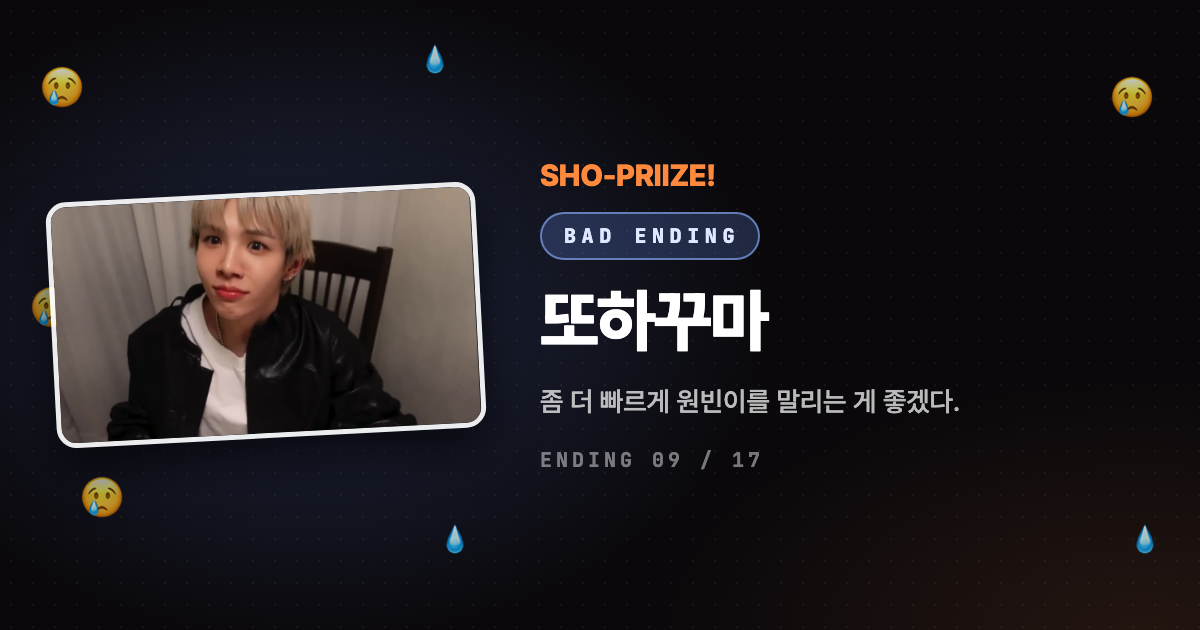 SHO-PRIIZE!
BAD ENDING
또하꾸마
좀 더 빠르게 원빈이를 말리는 게 좋겠다.
ENDING 09 / 17